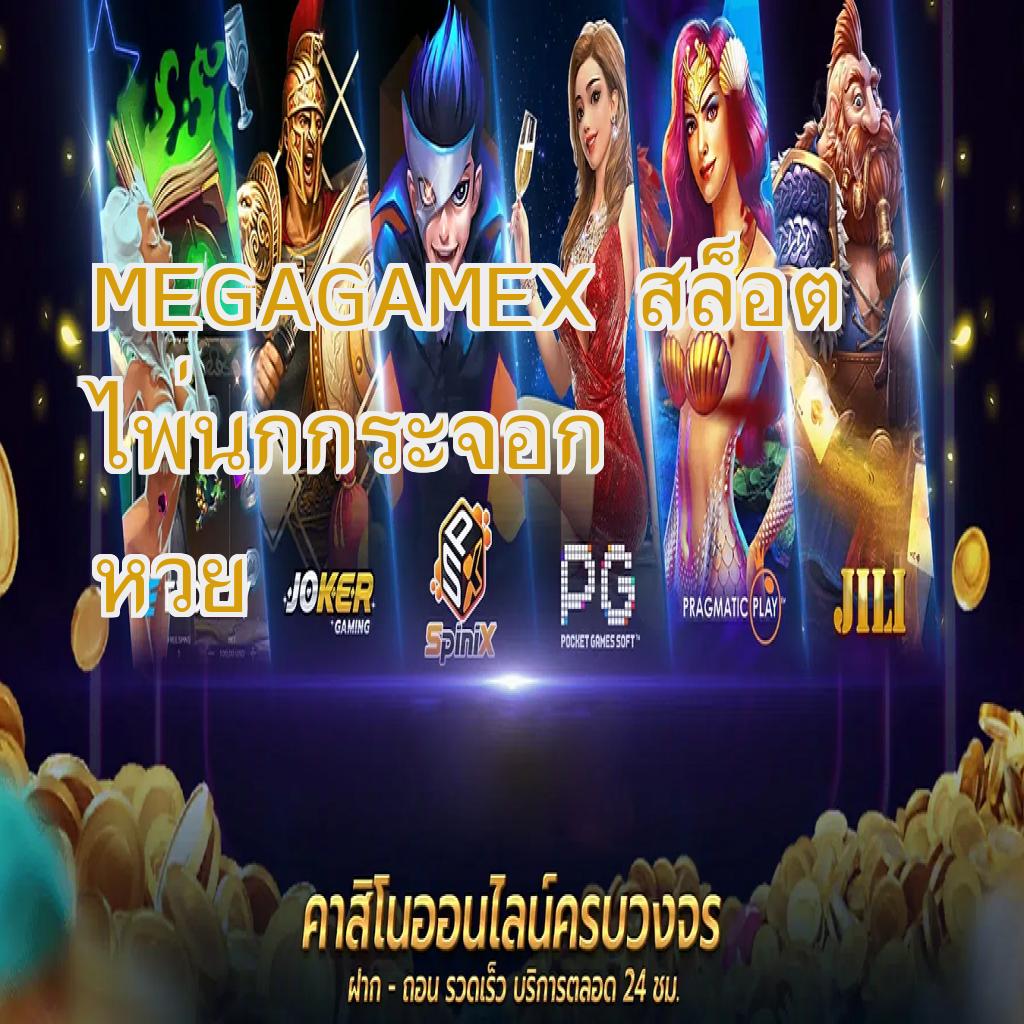 MEGAGAMEX สล็อต
ไพ่นกกระจอก
หวย
JOKER
GAMING
SpiniX
PG
POCKET GAMES SOFT™
PRAGMATIC PLAY™
JILI
คาสิโนออนไลน์ครบวงจร
ฝาก - ถอน รวดเร็ว บริการตลอด 24 ชม.